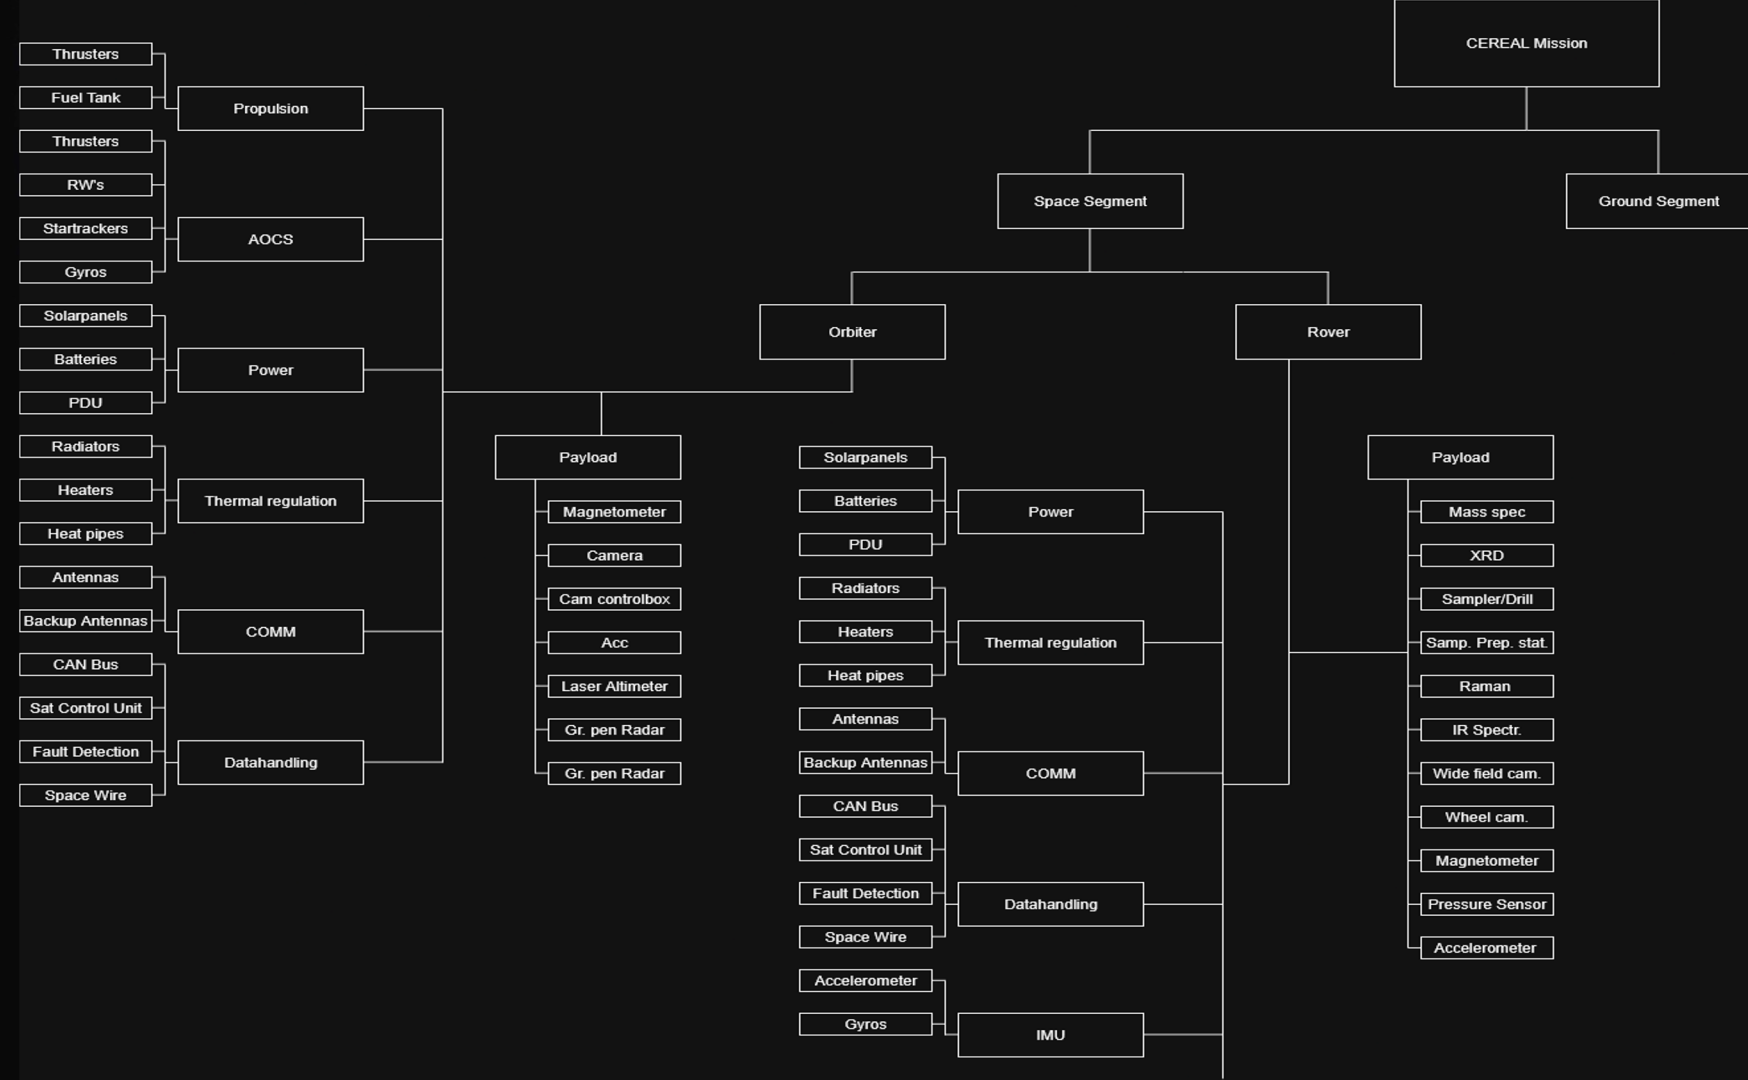 CEREAL Mission
Space Segment
Ground Segment
Orbiter
Rover
Thrusters
Fuel Tank
Propulsion
Thrusters
RW's
Startrackers
Gyros
AOCS
Solarpanels
Batteries
PDU
Power
Radiators
Heaters
Heat pipes
Thermal regulation
Antennas
Backup Antennas
COMM
CAN Bus
Sat Control Unit
Fault Detection
Space Wire
Datahandling
Payload
Magnetometer
Camera
Cam controlbox
Acc
Laser Altimeter
Gr. pen Radar
Gr. pen Radar
Solarpanels
Batteries
PDU
Power
Radiators
Heaters
Heat pipes
Thermal regulation
Antennas
Backup Antennas
COMM
CAN Bus
Sat Control Unit
Fault Detection
Space Wire
Datahandling
Accelerometer
Gyros
IMU
Payload
Mass spec
XRD
Sampler/Drill
Samp. Prep. stat.
Raman
IR Spectr.
Wide field cam.
Wheel cam.
Magnetometer
Pressure Sensor
Accelerometer